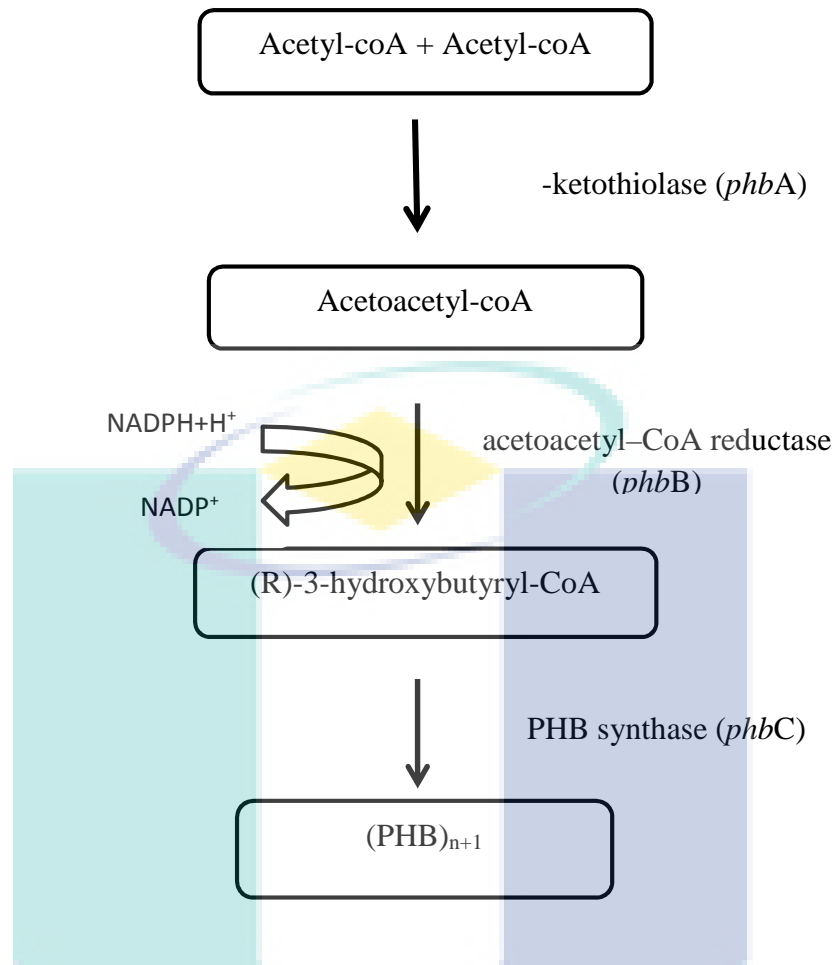 Acetyl-coA + Acetyl-coA
-ketothiolase (phbA)
Acetoacetyl-coA
NADPH+H⁺
acetoacetyl–CoA reductase
(phbB)
NADP⁺
(R)-3-hydroxybutyryl-CoA
PHB synthase (phbC)
(PHB)ₙ₊₁